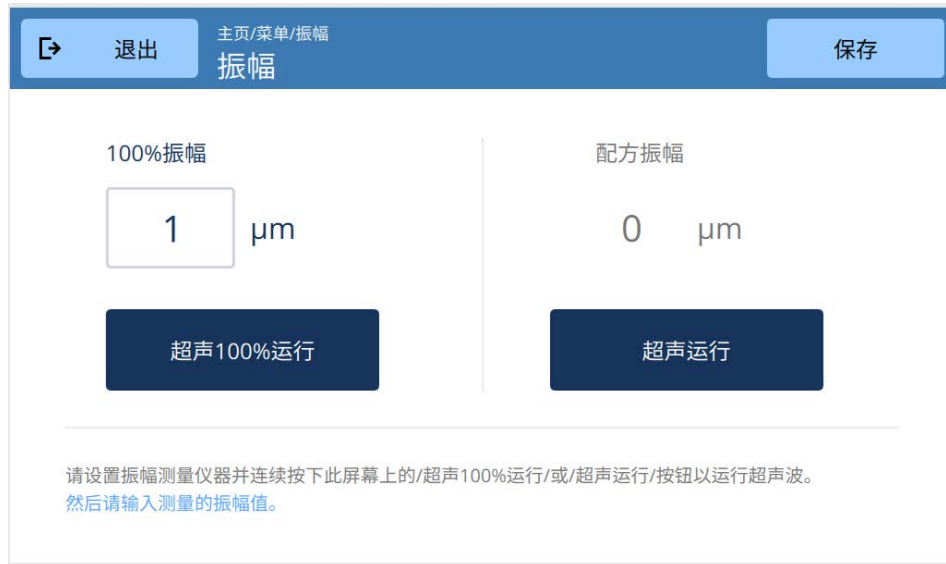 退出
主页/菜单/振幅
振幅
保存
100%振幅
配方振幅
1 μm
0 μm
超声100%运行
超声运行
请设置振幅测量仪器并连续按下此屏幕上的/超声100%运行/或/超声运行/按钮以运行超声波。
然后请输入测量的振幅值。